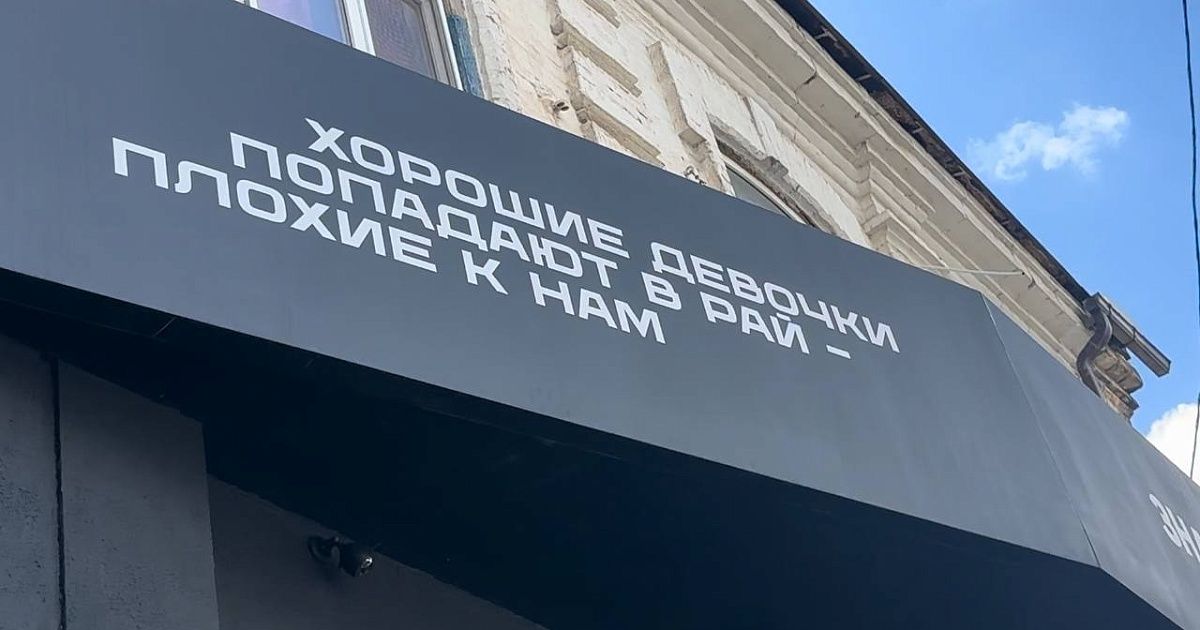 ХОРОШИЕ ДЕВОЧКИ
ПОПАДАЮТ В РАЙ –
ПЛОХИЕ К НАМ